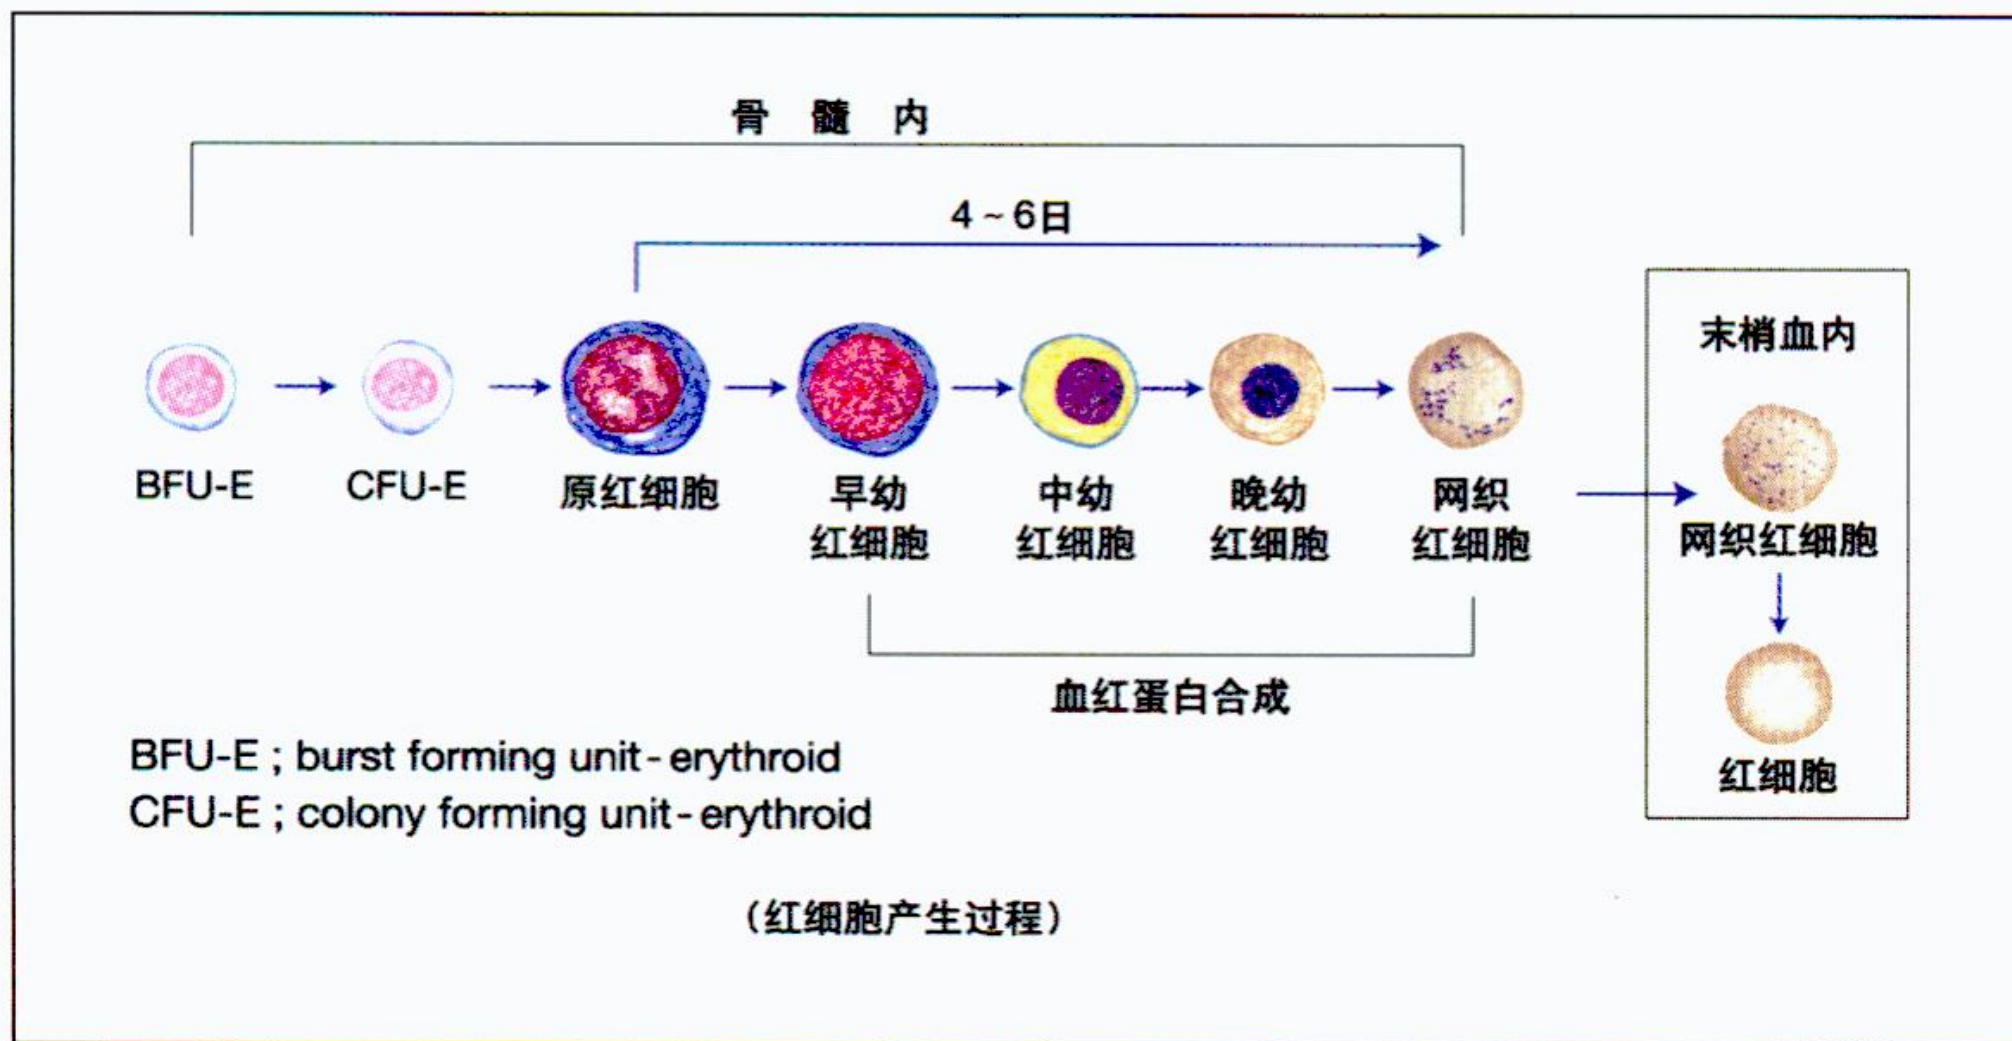 骨 髓 内
4～6日
BFU-E
CFU-E
原红细胞
早幼
红细胞
中幼
红细胞
晚幼
红细胞
网织
红细胞
血红蛋白合成
末梢血内
网织红细胞
红细胞
BFU-E ; burst forming unit-erythroid
CFU-E ; colony forming unit-erythroid
（红细胞产生过程）